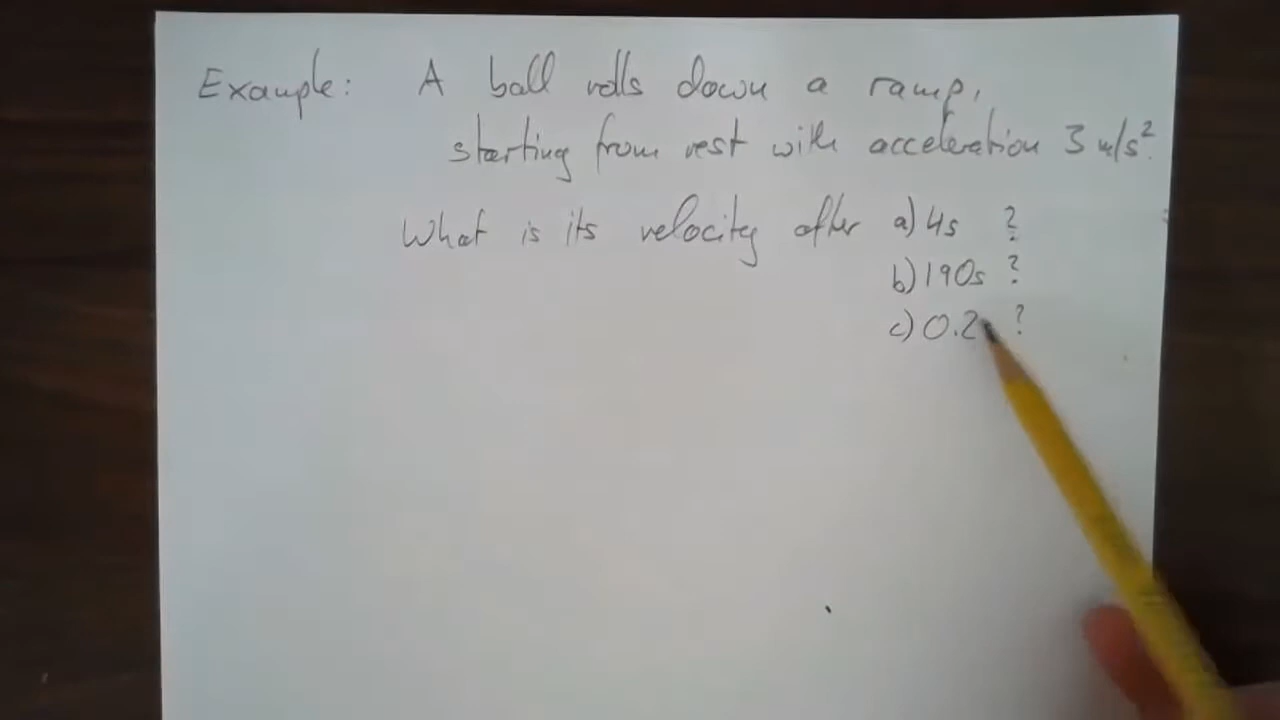 Example: A ball rolls down a ramp,
starting from rest with acceleration 3 m/s².
What is its velocity after a) 4s ?
b) 190s ?
c) 0.2 ?